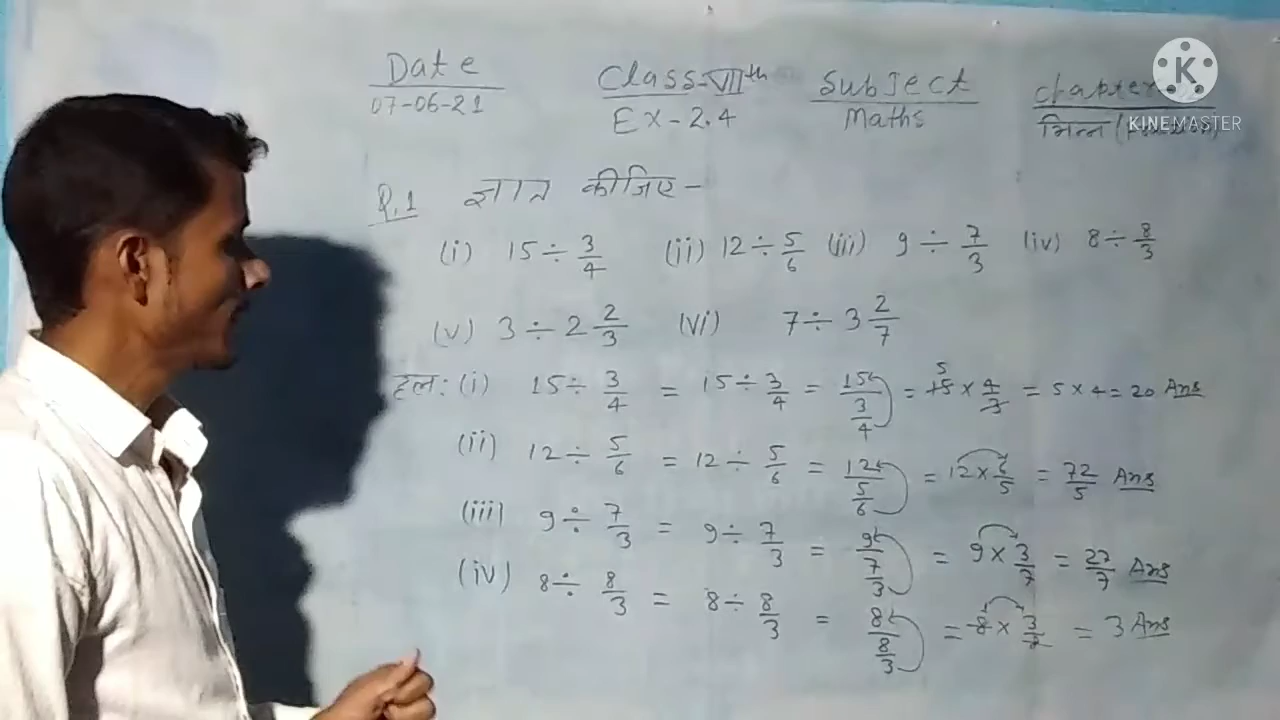 Date Class-VIIth Subject Chapter
07-06-21 Ex-2.4 Maths भिन्न
K
KINEMASTER
Q.1 ज्ञात कीजिए-
(i) 15 ÷ 3/4 (ii) 12 ÷ 5/6 (iii) 9 ÷ 7/3 (iv) 8 ÷ 8/3
(v) 3 ÷ 2 2/3 (vi) 7 ÷ 3 2/7
हल: (i) 15 ÷ 3/4 = 15 ÷ 3/4 = 15/(3/4) = 5 15 × 4/3 = 5 × 4 = 20 Ans
(ii) 12 ÷ 5/6 = 12 ÷ 5/6 = 12/(5/6) = 12 × 6/5 = 72/5 Ans
(iii) 9 ÷ 7/3 = 9 ÷ 7/3 = 9/(7/3) = 9 × 3/7 = 27/7 Ans
(iv) 8 ÷ 8/3 = 8 ÷ 8/3 = 8/(8/3) = 8 × 3/8 = 3 Ans